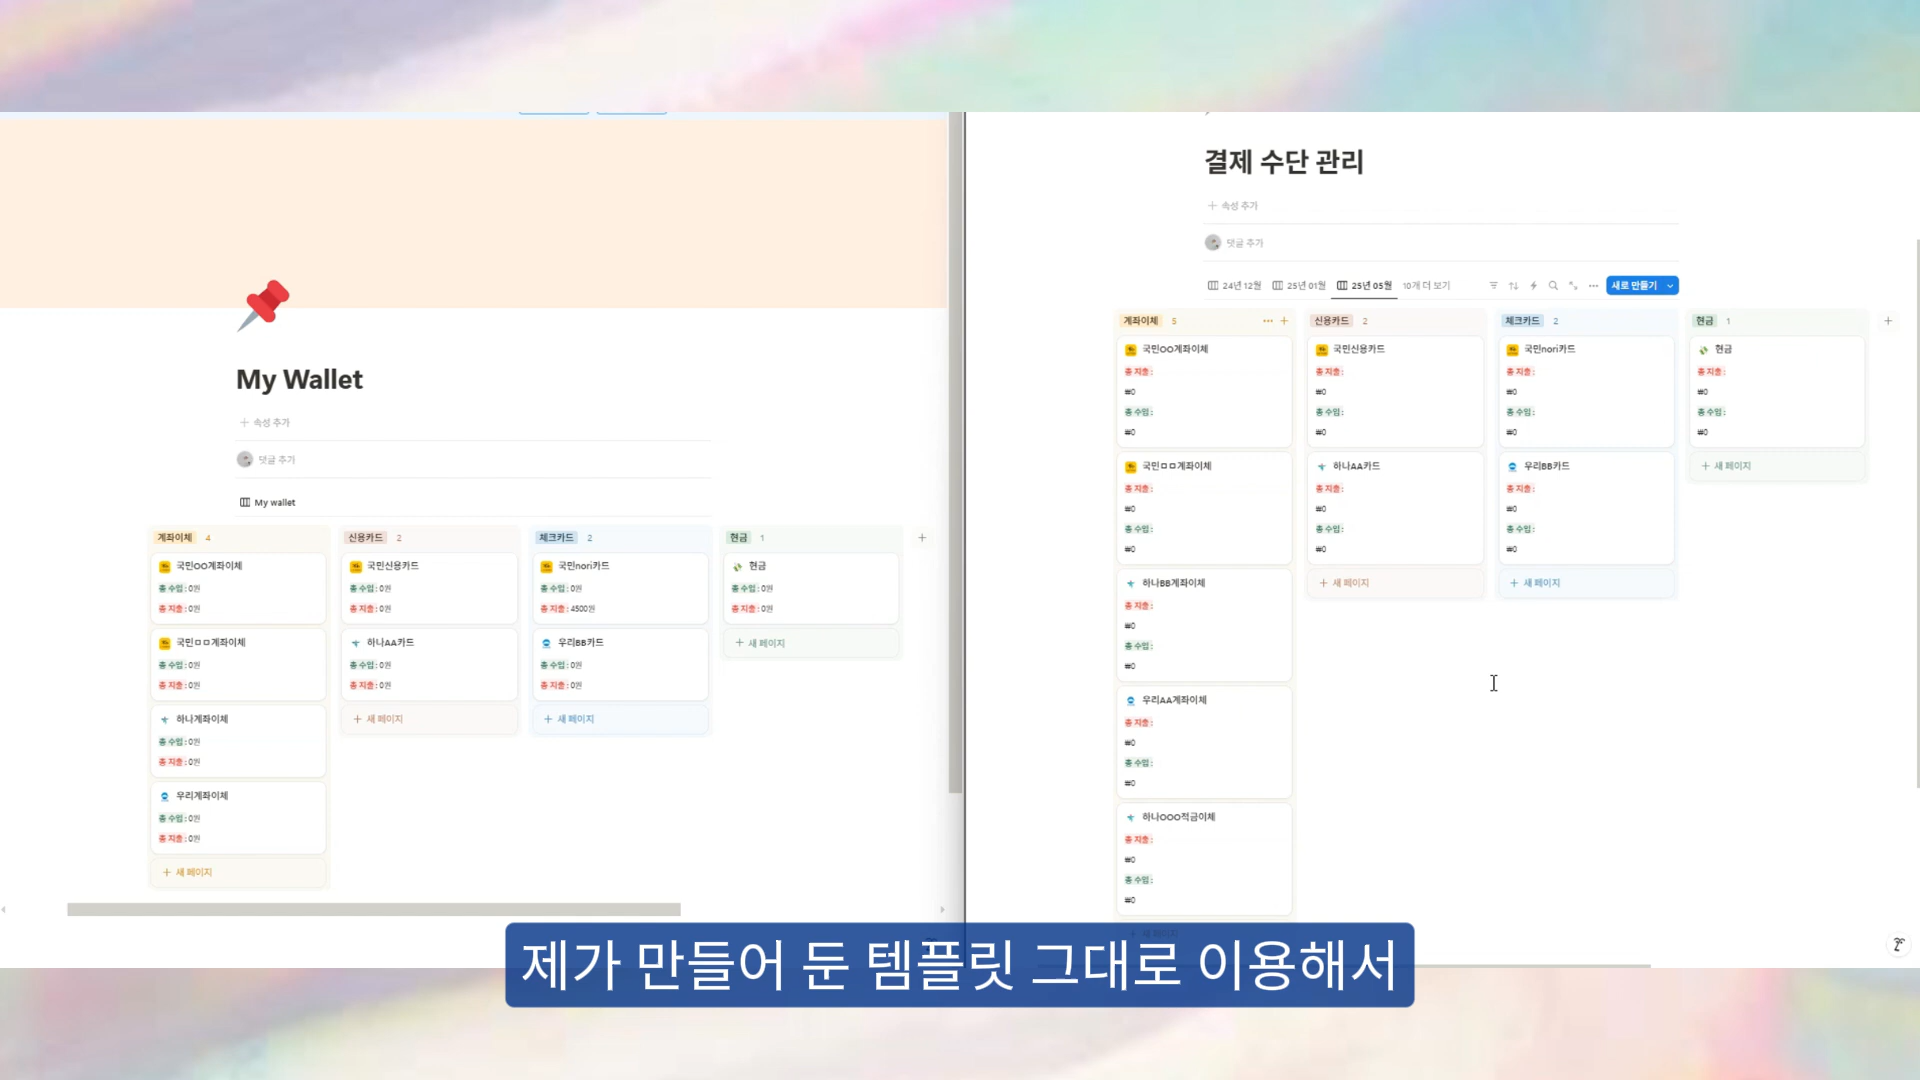 My Wallet
속성 추가
댓글 추가
My wallet
계좌이체 4
국민OO계좌이체
총 수입 : 0원
총 지출 : 0원
국민ㅁㅁ계좌이체
총 수입 : 0원
총 지출 : 0원
하나계좌이체
총 수입 : 0원
총 지출 : 0원
우리계좌이체
총 수입 : 0원
총 지출 : 0원
+ 새 페이지
신용카드 2
국민신용카드
총 수입 : 0원
총 지출 : 0원
하나AA카드
총 수입 : 0원
총 지출 : 0원
+ 새 페이지
체크카드 2
국민nori카드
총 수입 : 0원
총 지출 : 4500원
우리BB카드
총 수입 : 0원
총 지출 : 0원
+ 새 페이지
현금 1
현금
총 수입 : 0원
총 지출 : 0원
+ 새 페이지
결제 수단 관리
속성 추가
댓글 추가
24년 12월 25년 01월 25년 05월 10개 더 보기 새로 만들기
계좌이체 5
국민OO계좌이체
총 지출 :
₩0
총 수입 :
₩0
국민ㅁㅁ계좌이체
총 지출 :
₩0
총 수입 :
₩0
하나BB계좌이체
총 지출 :
₩0
총 수입 :
₩0
우리AA계좌이체
총 지출 :
₩0
총 수입 :
₩0
하나OOO적금이체
총 지출 :
₩0
총 수입 :
₩0
신용카드 2
국민신용카드
총 지출 :
₩0
총 수입 :
₩0
하나AA카드
총 지출 :
₩0
총 수입 :
₩0
+ 새 페이지
체크카드 2
국민nori카드
총 지출 :
₩0
총 수입 :
₩0
우리BB카드
총 지출 :
₩0
총 수입 :
₩0
+ 새 페이지
현금 1
현금
총 지출 :
₩0
총 수입 :
₩0
+ 새 페이지
제가 만들어 둔 템플릿 그대로 이용해서